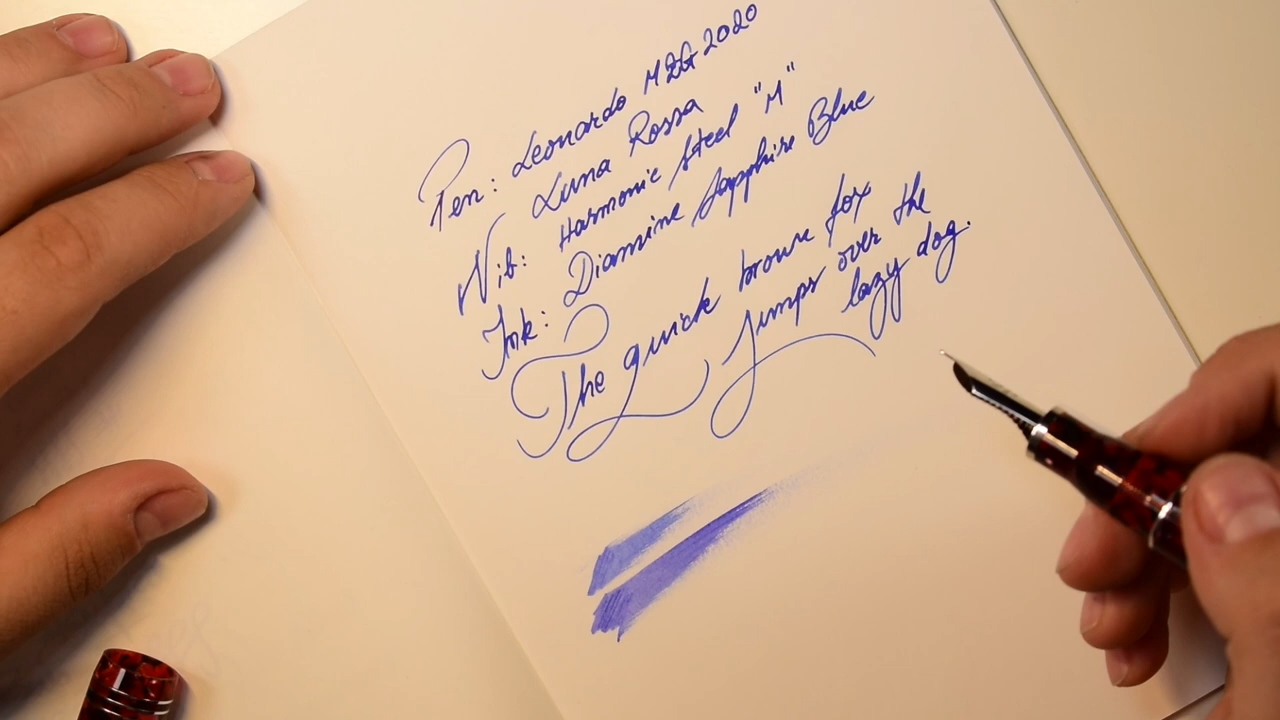 Pen: Leonardo MZG 2020
Luna Rossa
Nib: Harmonic Steel "M"
Ink: Diamine Sapphire Blue
The quick brown fox
jumps over the
lazy dog.